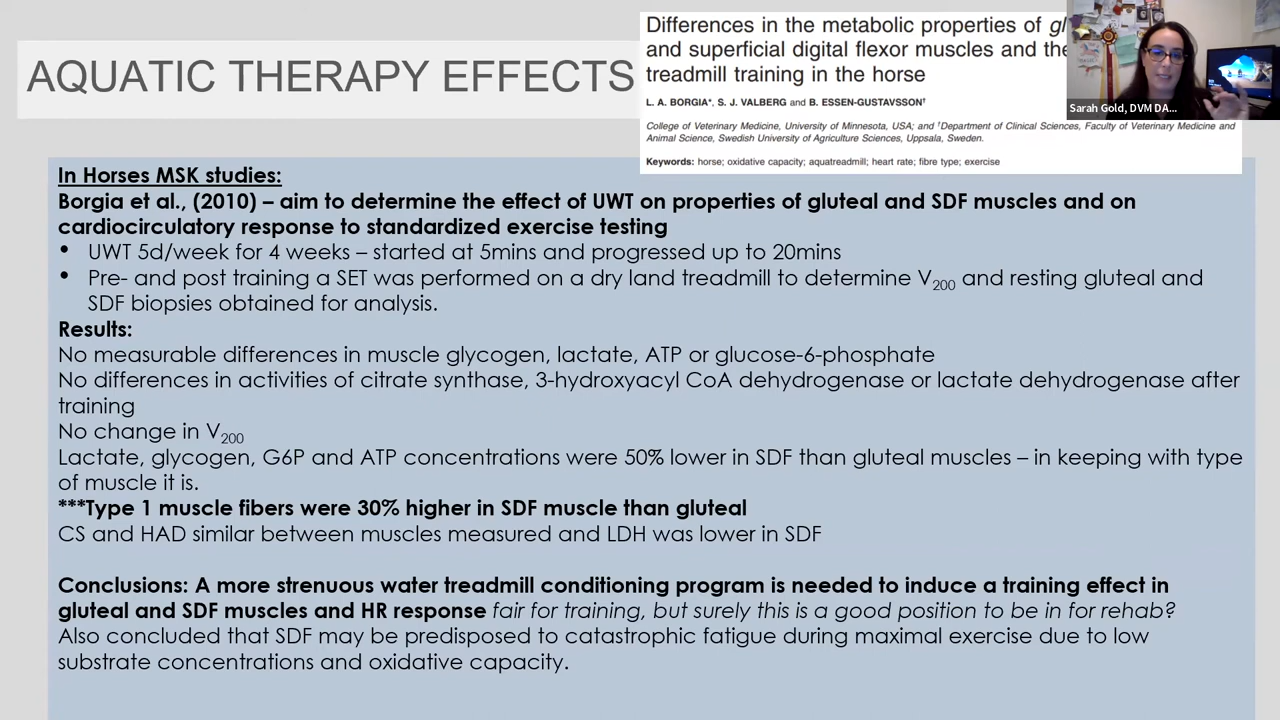 AQUATIC THERAPY EFFECTS
Differences in the metabolic properties of
and superficial digital flexor muscles and the
treadmill training in the horse
L. A. BORGIA*, S. J. VALBERG and B. ESSEN-GUSTAVSSON†
College of Veterinary Medicine, University of Minnesota, USA; and †Department of Clinical Sciences, Faculty of Veterinary Medicine and
Animal Science, Swedish University of Agriculture Sciences, Uppsala, Sweden.
Keywords: horse; oxidative capacity; aquatreadmill; heart rate; fibre type; exercise
Sarah Gold, DVM DA...
In Horses MSK studies:
Borgia et al., (2010) – aim to determine the effect of UWT on properties of gluteal and SDF muscles and on
cardiocirculatory response to standardized exercise testing
• UWT 5d/week for 4 weeks – started at 5mins and progressed up to 20mins
• Pre- and post training a SET was performed on a dry land treadmill to determine V200 and resting gluteal and
SDF biopsies obtained for analysis.
Results:
No measurable differences in muscle glycogen, lactate, ATP or glucose-6-phosphate
No differences in activities of citrate synthase, 3-hydroxyacyl CoA dehydrogenase or lactate dehydrogenase after
training
No change in V200
Lactate, glycogen, G6P and ATP concentrations were 50% lower in SDF than gluteal muscles – in keeping with type
of muscle it is.
***Type 1 muscle fibers were 30% higher in SDF muscle than gluteal
CS and HAD similar between muscles measured and LDH was lower in SDF
Conclusions: A more strenuous water treadmill conditioning program is needed to induce a training effect in
gluteal and SDF muscles and HR response fair for training, but surely this is a good position to be in for rehab?
Also concluded that SDF may be predisposed to catastrophic fatigue during maximal exercise due to low
substrate concentrations and oxidative capacity.